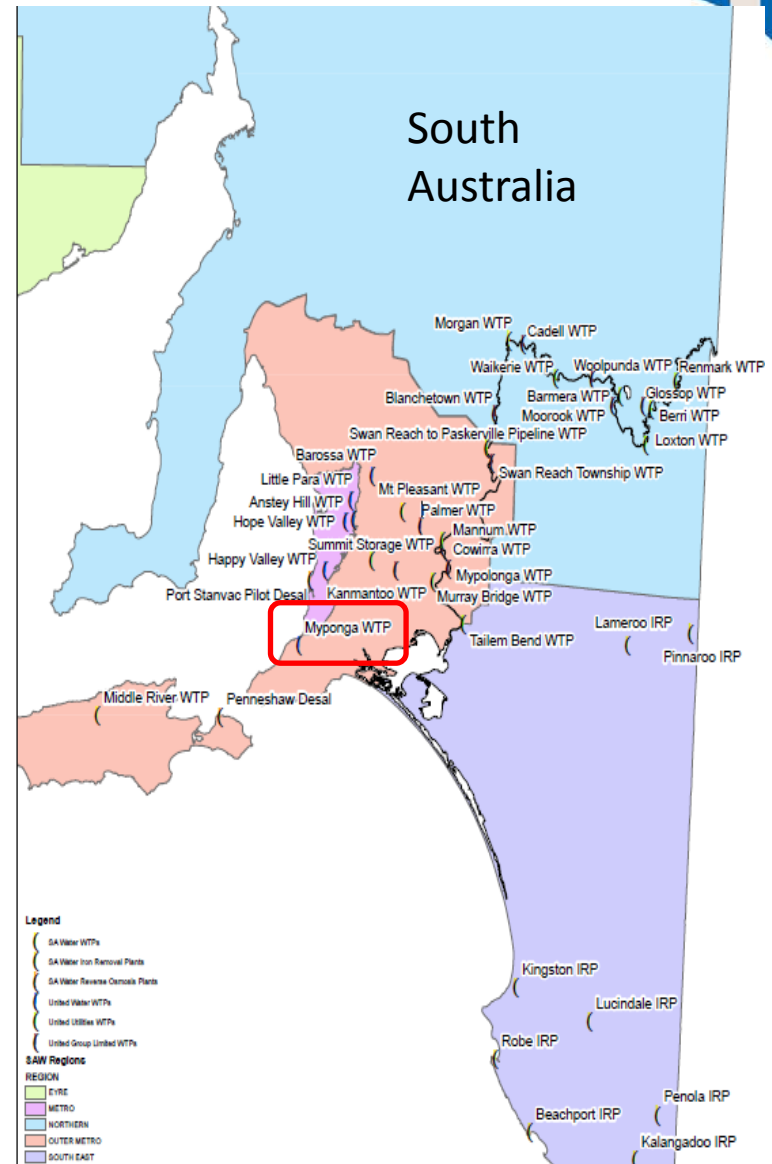 South
Australia
Morgan WTP
Cadell WTP
Waikerie WTP
Woolpunda WTP
Renmark WTP
Blanchetown WTP
Barmera WTP
Glossop WTP
Moorook WTP
Berri WTP
Swan Reach to Paskerville Pipeline WTP
Loxton WTP
Barossa WTP
Swan Reach Township WTP
Little Para WTP
Mt Pleasant WTP
Anstey Hill WTP
Palmer WTP
Hope Valley WTP
Mannum WTP
Summit Storage WTP
Cowirra WTP
Happy Valley WTP
Mypolonga WTP
Port Stanvac Pilot Desal
Kanmantoo WTP
Murray Bridge WTP
Myponga WTP
Tailem Bend WTP
Lameroo IRP
Pinnaroo IRP
Middle River WTP
Penneshaw Desal
Kingston IRP
Lucindale IRP
Robe IRP
Penola IRP
Beachport IRP
Kalangadoo IRP
Legend
SA Water WTPs
SA Water Iron Removal Plants
SA Water Reverse Osmosis Plants
United Water WTPs
United Utilities WTPs
United Group Limited WTPs
SAW Regions
REGION
EYRE
METRO
NORTHERN
OUTER METRO
SOUTH EAST